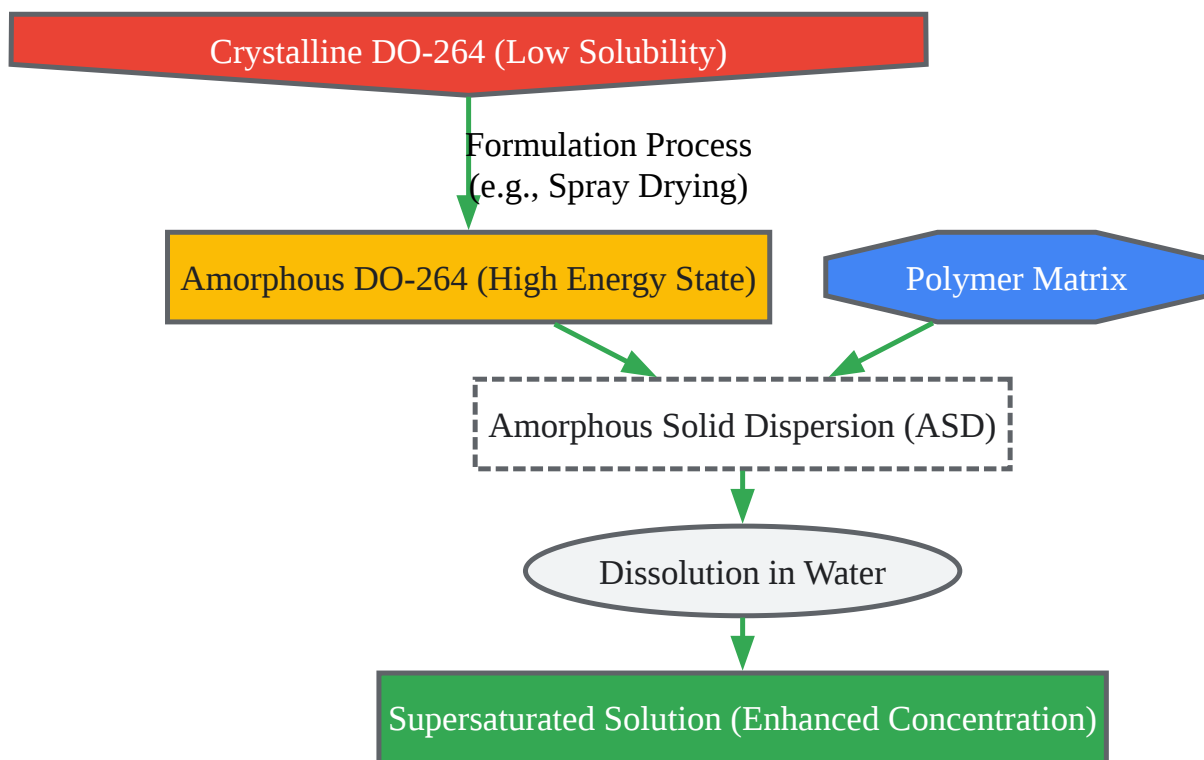 Crystalline DO-264 (Low Solubility)
Formulation Process
(e.g., Spray Drying)
Amorphous DO-264 (High Energy State)
Polymer Matrix
Amorphous Solid Dispersion (ASD)
Dissolution in Water
Supersaturated Solution (Enhanced Concentration)